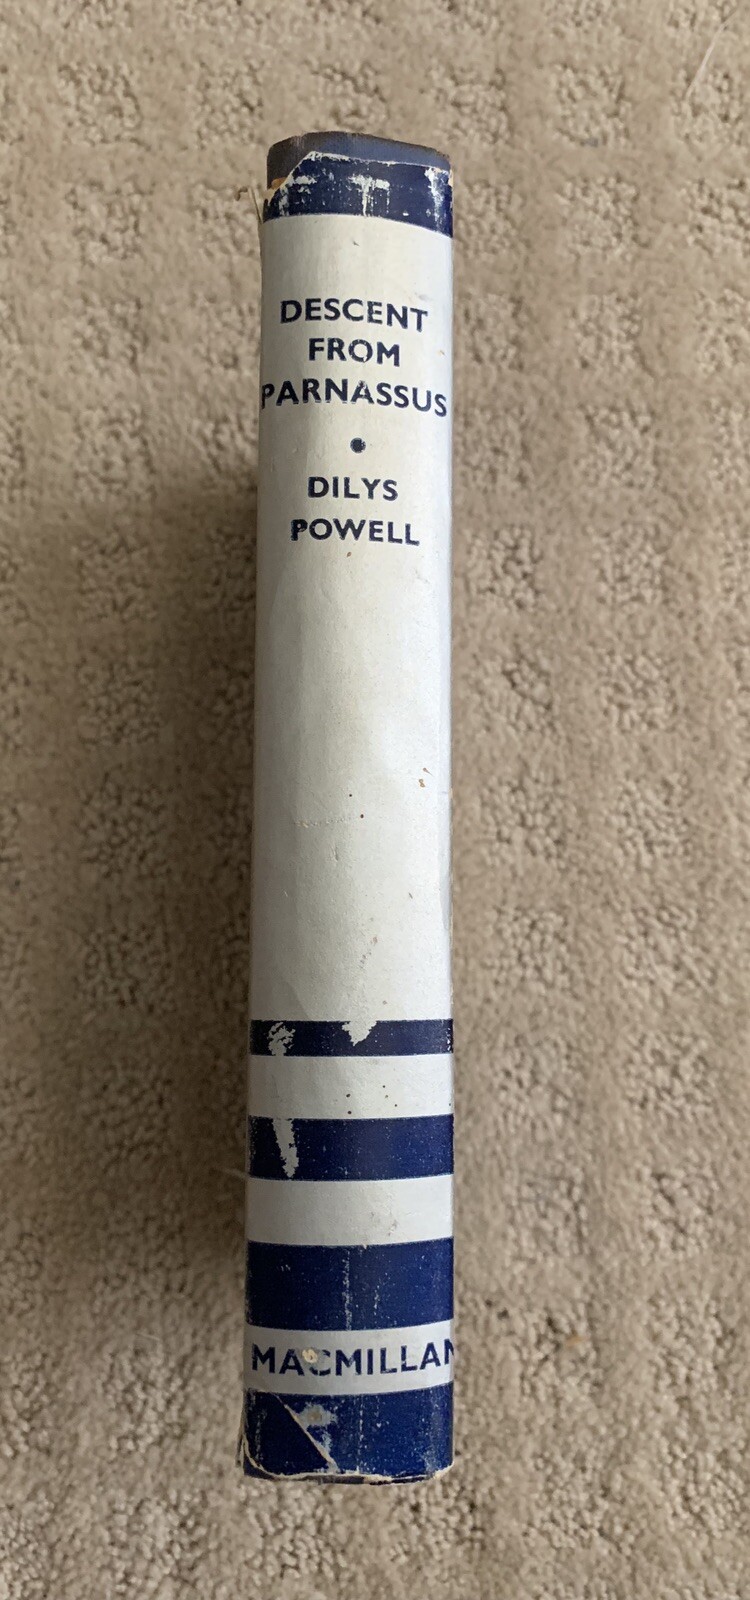 DESCENT
FROM
PARNASSUS
•
DILYS
POWELL
MACMILLAN